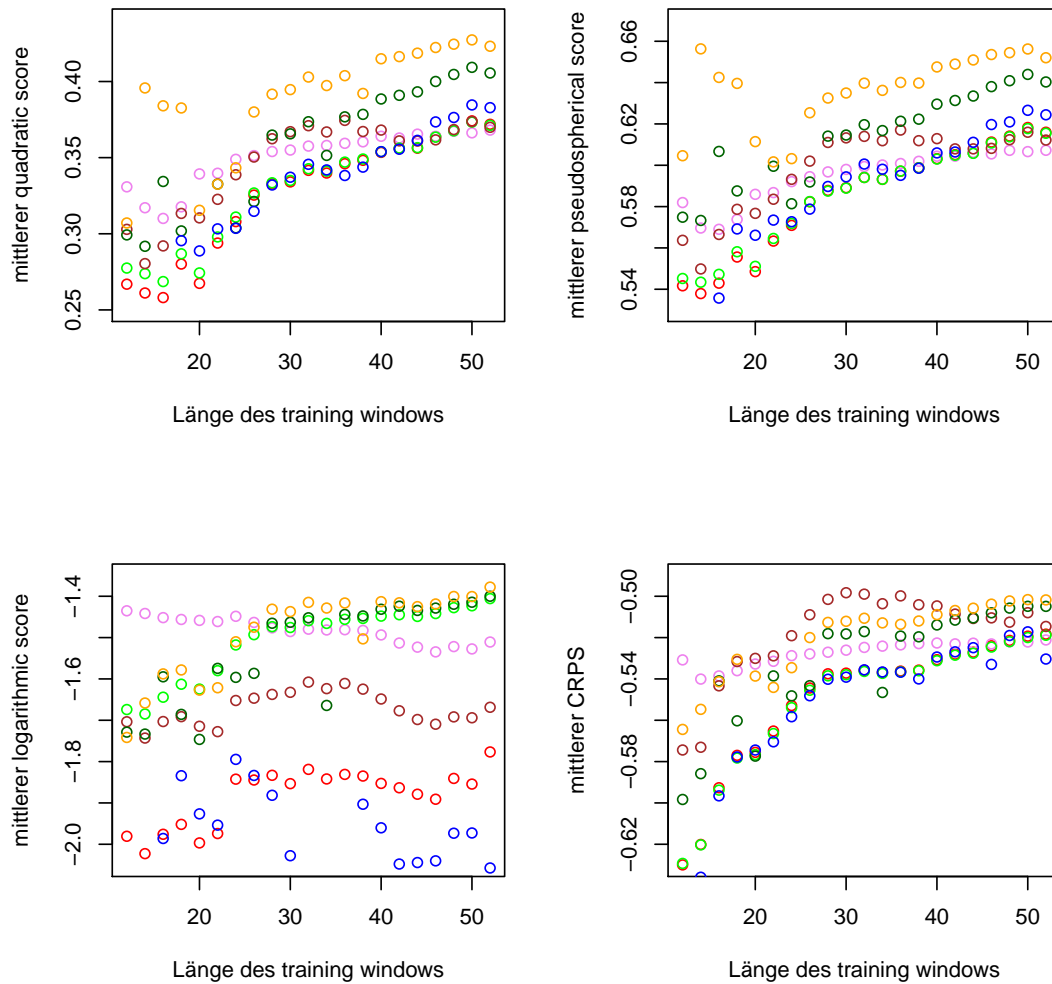 mittlerer quadratic score
0.25 0.30 0.35 0.40
20 30 40 50
Länge des training windows
mittlerer pseudospherical score
0.54 0.58 0.62 0.66
20 30 40 50
Länge des training windows
mittlerer logarithmic score
−2.0 −1.8 −1.6 −1.4
20 30 40 50
Länge des training windows
mittlerer CRPS
−0.62 −0.58 −0.54 −0.50
20 30 40 50
Länge des training windows